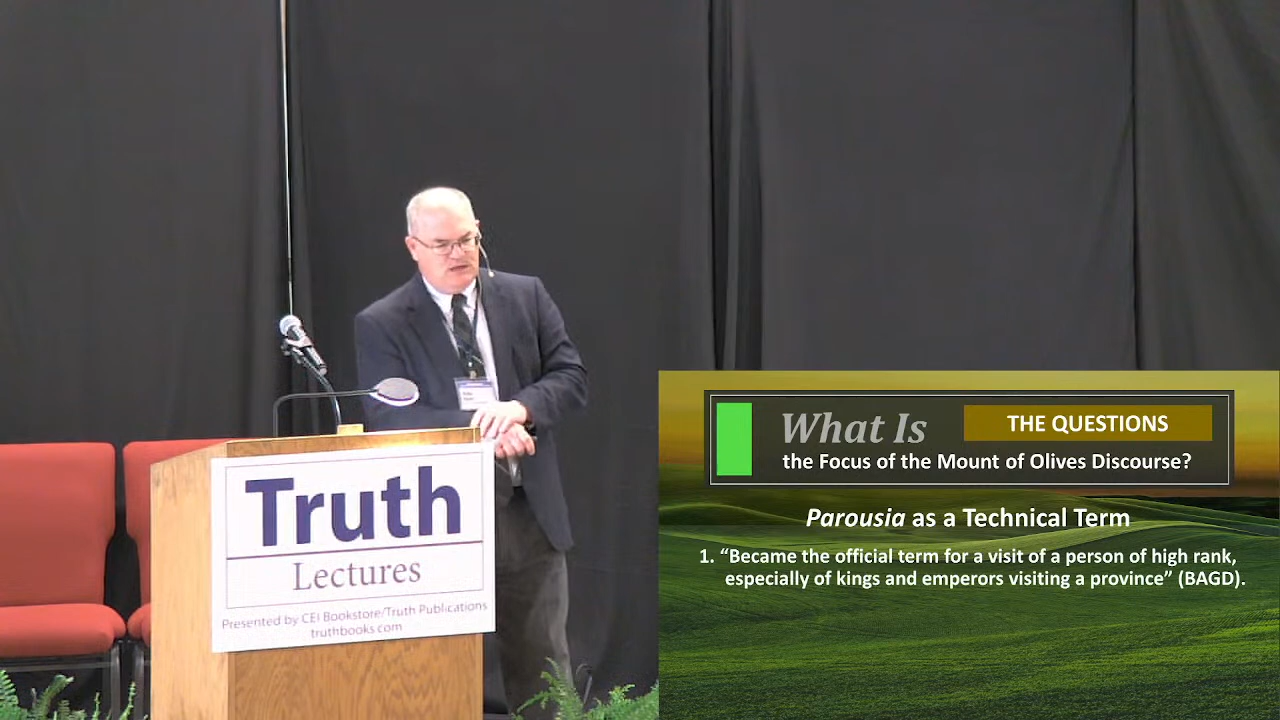 Truth
Lectures
Presented by CEI Bookstore/Truth Publications
truthbooks.com
What Is
THE QUESTIONS
the Focus of the Mount of Olives Discourse?
Parousia as a Technical Term
1. “Became the official term for a visit of a person of high rank,
especially of kings and emperors visiting a province” (BAGD).